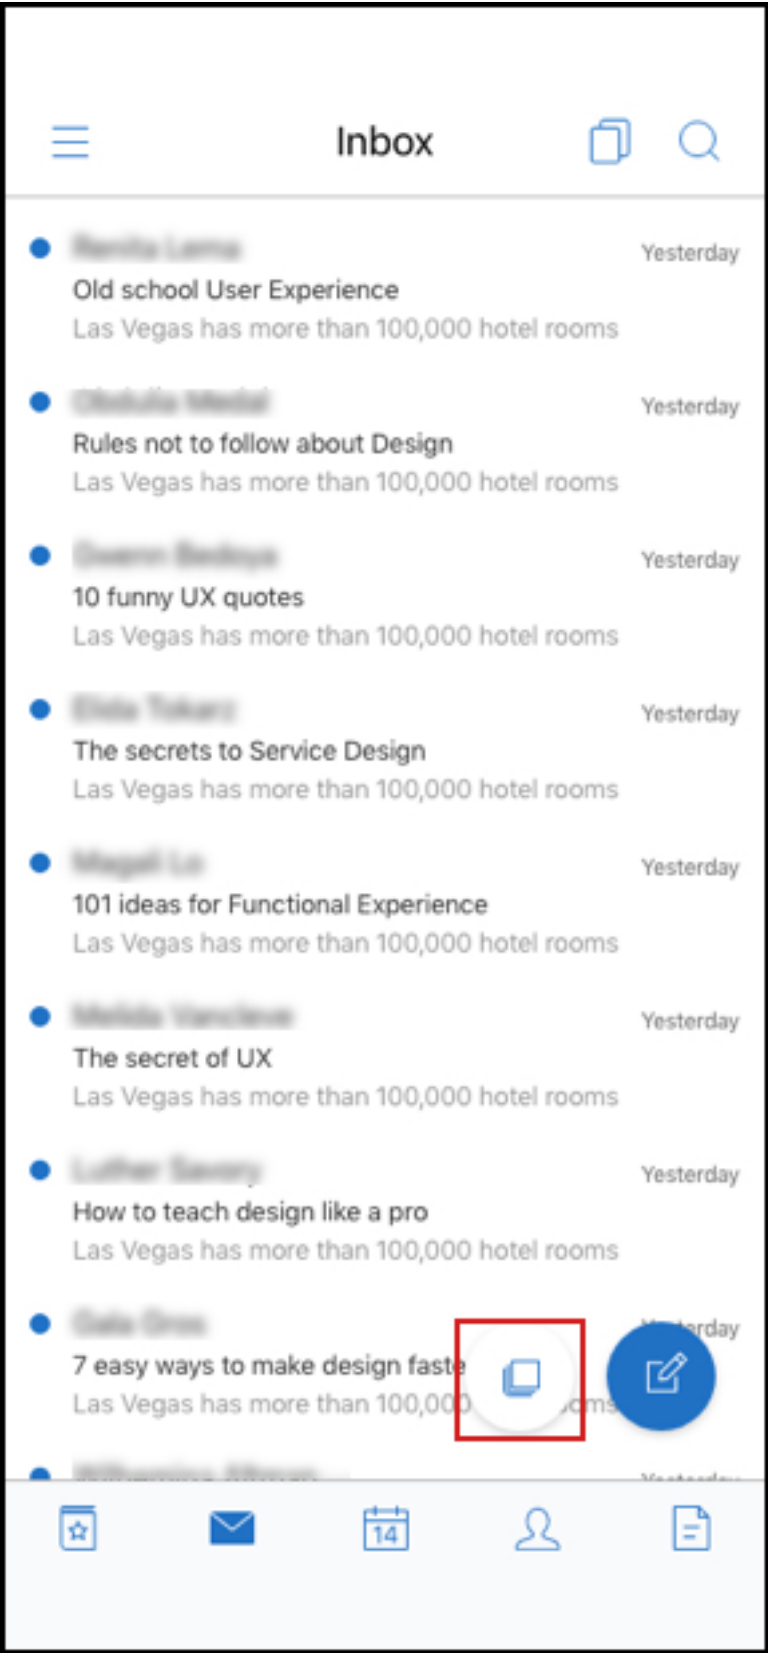 Inbox
Yesterday
Old school User Experience
Las Vegas has more than 100,000 hotel rooms
Yesterday
Rules not to follow about Design
Las Vegas has more than 100,000 hotel rooms
Yesterday
10 funny UX quotes
Las Vegas has more than 100,000 hotel rooms
Yesterday
The secrets to Service Design
Las Vegas has more than 100,000 hotel rooms
Yesterday
101 ideas for Functional Experience
Las Vegas has more than 100,000 hotel rooms
Yesterday
The secret of UX
Las Vegas has more than 100,000 hotel rooms
Yesterday
How to teach design like a pro
Las Vegas has more than 100,000 hotel rooms
7 easy ways to make design faste
Las Vegas has more than 100,000
14